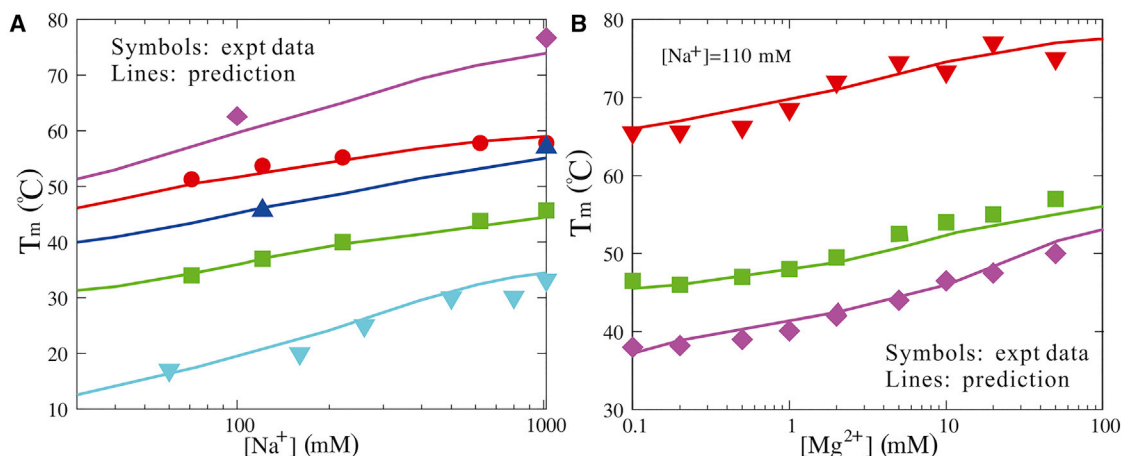 A
Symbols: expt data
Lines: prediction
80
70
60
50
40
30
20
10
Tm (℃)
100
1000
[Na⁺] (mM)
B
[Na⁺]=110 mM
80
70
60
50
40
30
Tm (℃)
Symbols: expt data
Lines: prediction
0.1
1
10
100
[Mg²⁺] (mM)